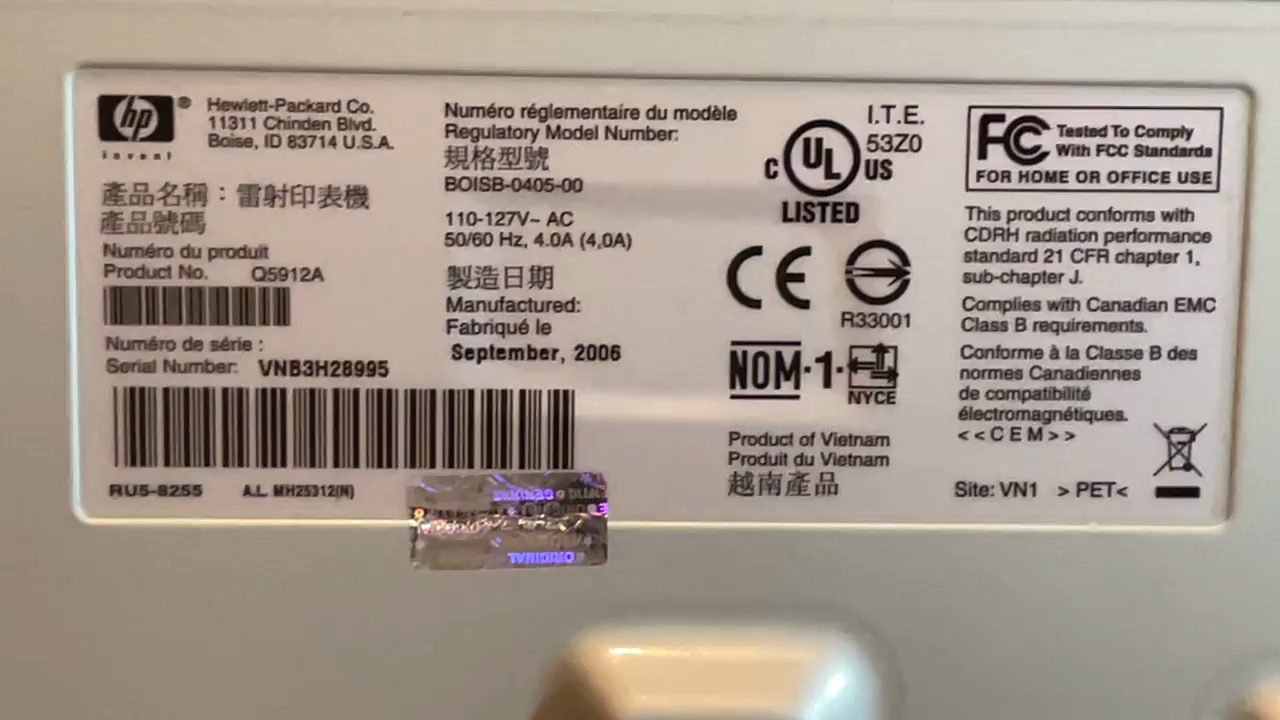 hp ®
invent
Hewlett-Packard Co.
11311 Chinden Blvd.
Boise, ID 83714 U.S.A.
產品名稱：雷射印表機
產品號碼
Numéro du produit
Product No. Q5912A
Numéro de série :
Serial Number: VNB3H28995
RU5-8255 A.L. MH25312(N)
Numéro réglementaire du modèle
Regulatory Model Number:
規格型號
BOISB-0405-00
110-127V~ AC
50/60 Hz, 4.0A (4,0A)
製造日期
Manufactured:
Fabriqué le
September, 2006
ORIGINAL
I.T.E.
53Z0
C UL US
LISTED
CE
R33001
NOM-1-
NYCE
Product of Vietnam
Produit du Vietnam
越南產品
FC Tested To Comply
With FCC Standards
FOR HOME OR OFFICE USE
This product conforms with
CDRH radiation performance
standard 21 CFR chapter 1,
sub-chapter J.
Complies with Canadian EMC
Class B requirements.
Conforme à la Classe B des
normes Canadiennes
de compatibilité
électromagnétiques.
<<CEM>>
Site: VN1 >PET<